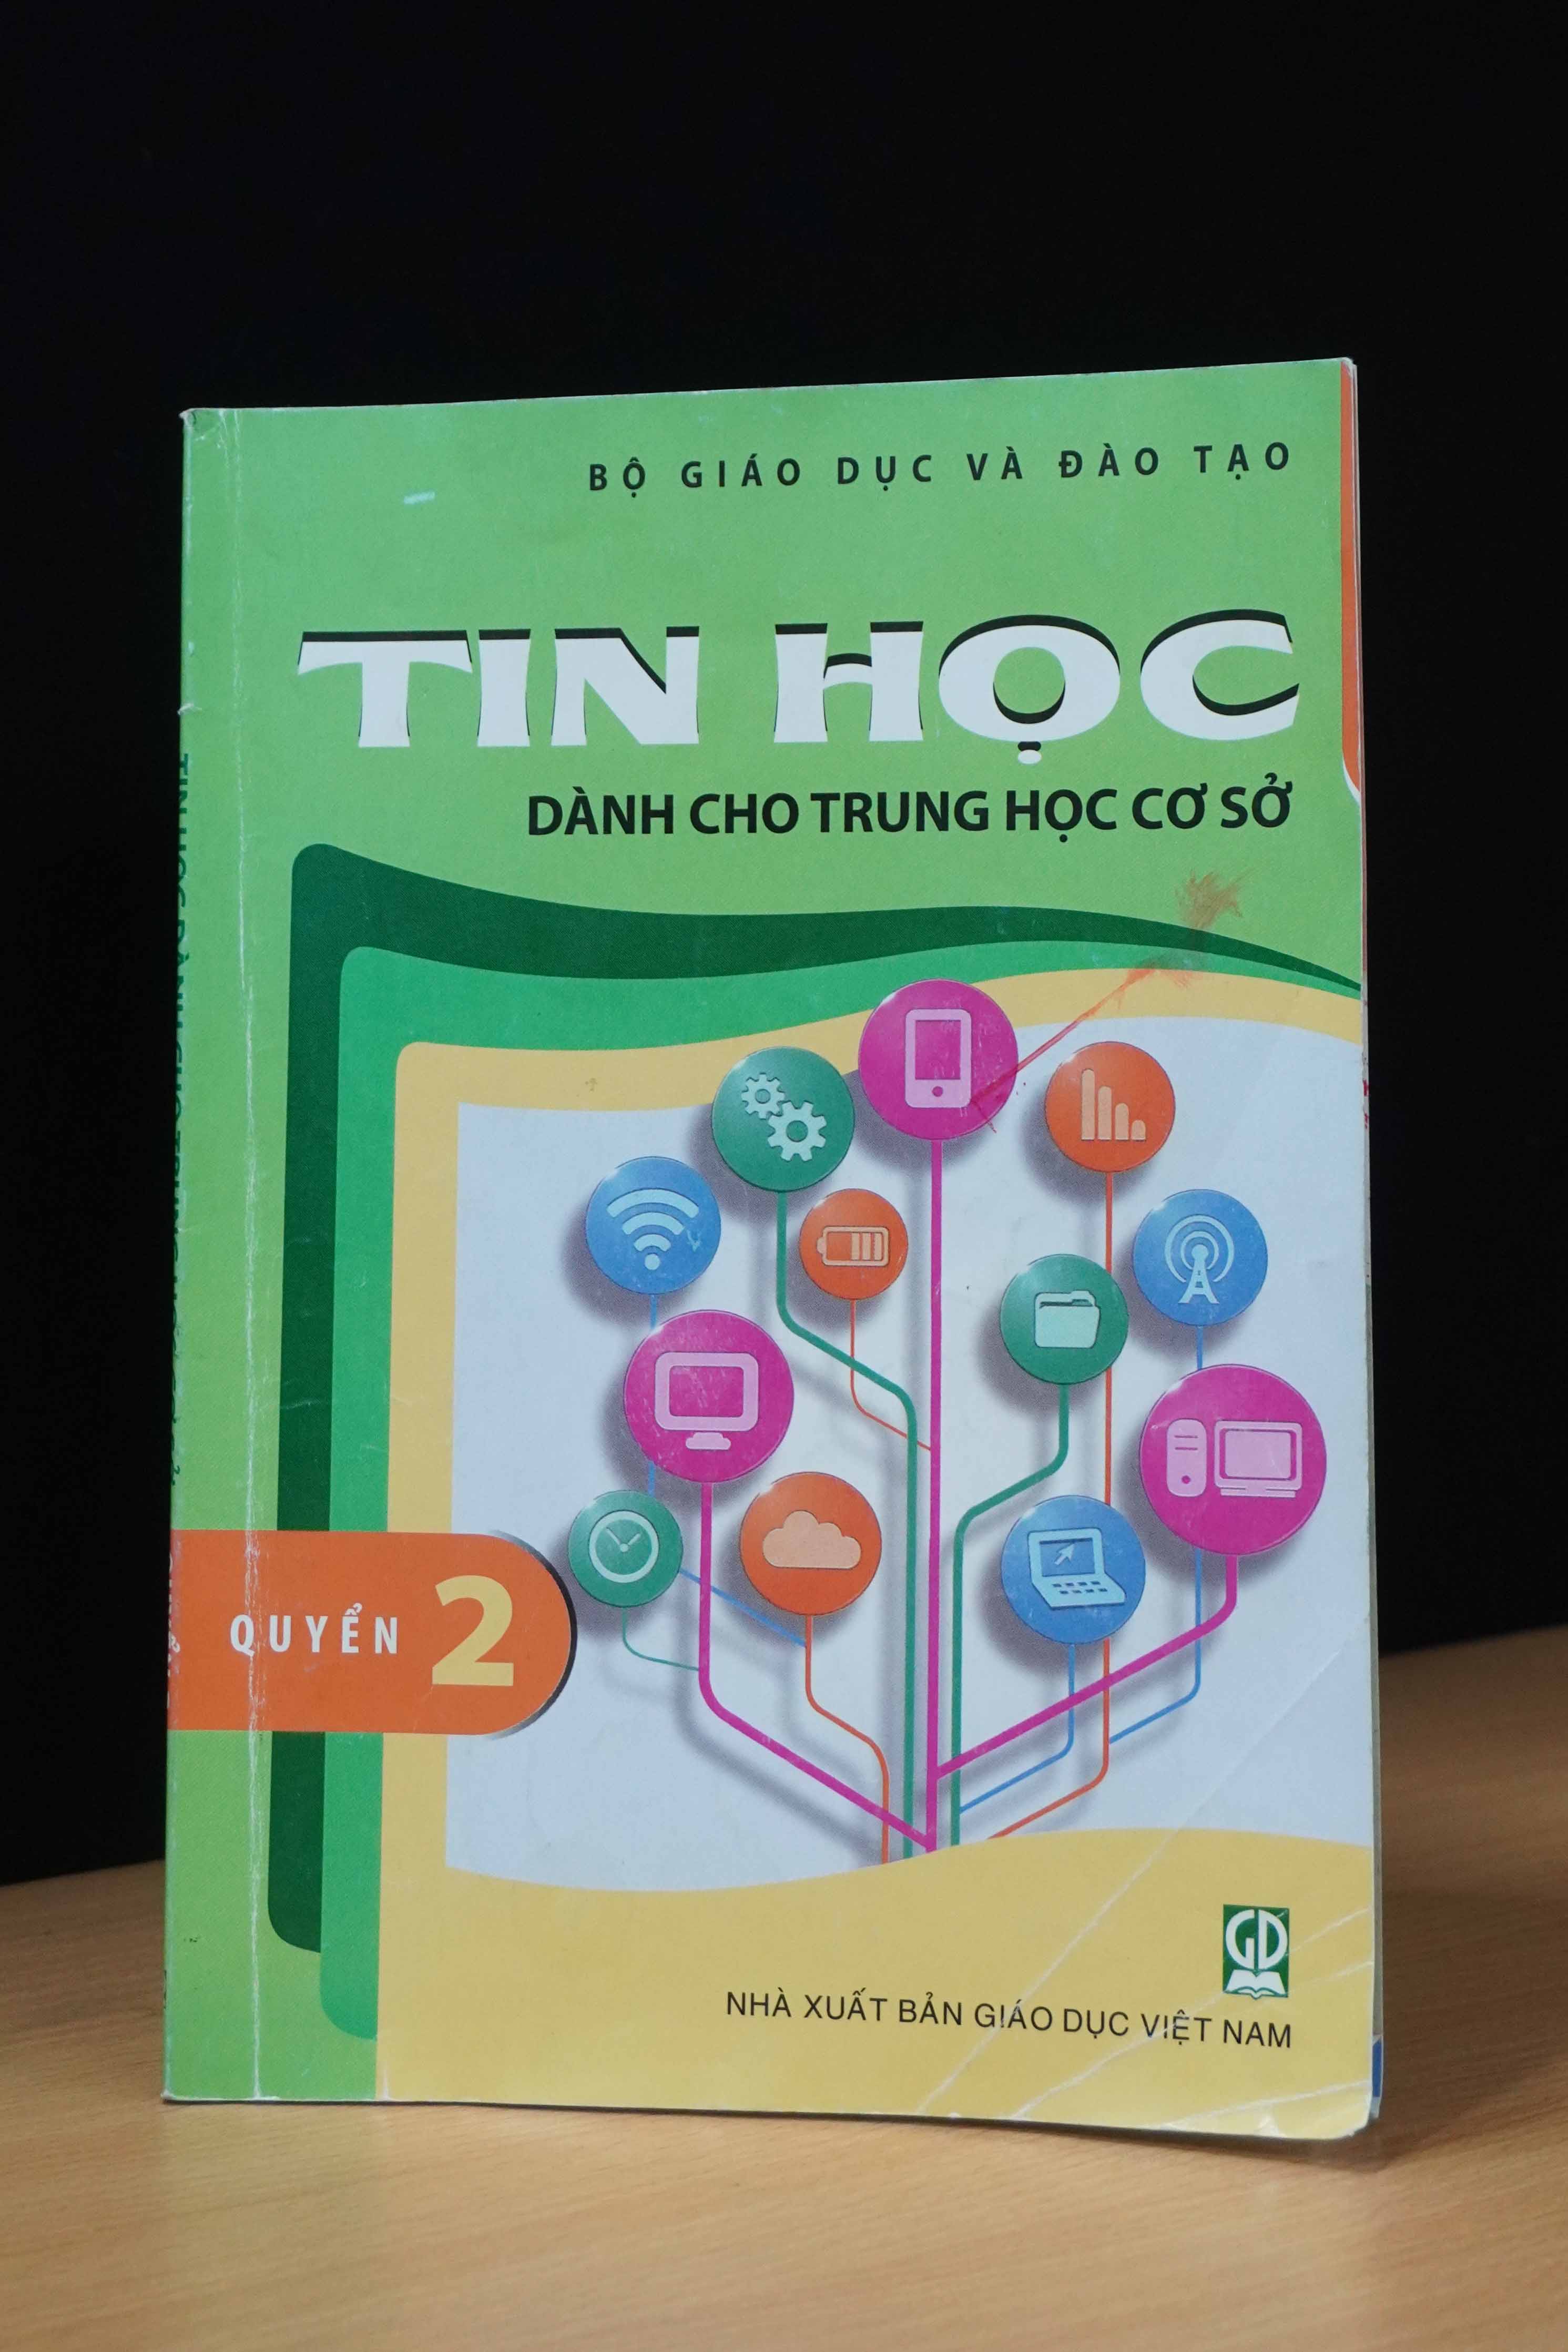 BỘ GIÁO DỤC VÀ ĐÀO TẠO
TIN HỌC
DÀNH CHO TRUNG HỌC CƠ SỞ
QUYỂN 2
GD
NHÀ XUẤT BẢN GIÁO DỤC VIỆT NAM